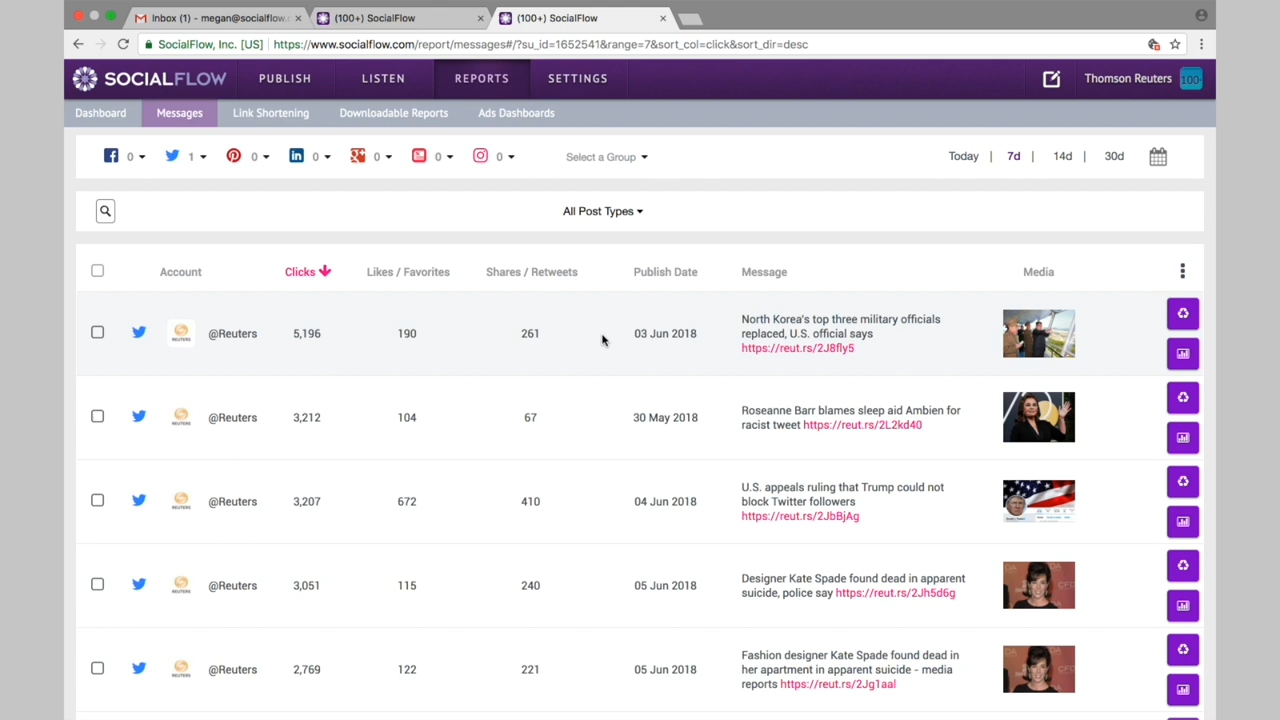 Inbox (1) - megan@socialflow.
(100+) SocialFlow
(100+) SocialFlow
SocialFlow, Inc. [US]
https://www.socialflow.com/report/messages#/?su_id=1652541&range=7&sort_col=click&sort_dir=desc
SOCIALFLOW
PUBLISH
LISTEN
REPORTS
SETTINGS
Thomson Reuters
100
Dashboard
Messages
Link Shortening
Downloadable Reports
Ads Dashboards
0
1
0
0
0
0
0
Select a Group
Today | 7d | 14d | 30d
All Post Types
Account
Clicks
Likes / Favorites
Shares / Retweets
Publish Date
Message
Media
REUTERS
@Reuters
5,196
190
261
03 Jun 2018
North Korea's top three military officials
replaced, U.S. official says
https://reut.rs/2J8fly5
REUTERS
@Reuters
3,212
104
67
30 May 2018
Roseanne Barr blames sleep aid Ambien for
racist tweet https://reut.rs/2L2kd40
REUTERS
@Reuters
3,207
672
410
04 Jun 2018
U.S. appeals ruling that Trump could not
block Twitter followers
https://reut.rs/2JbBjAg
REUTERS
@Reuters
3,051
115
240
05 Jun 2018
Designer Kate Spade found dead in apparent
suicide, police say https://reut.rs/2Jh5d6g
REUTERS
@Reuters
2,769
122
221
05 Jun 2018
Fashion designer Kate Spade found dead in
her apartment in apparent suicide - media
reports https://reut.rs/2Jg1aal